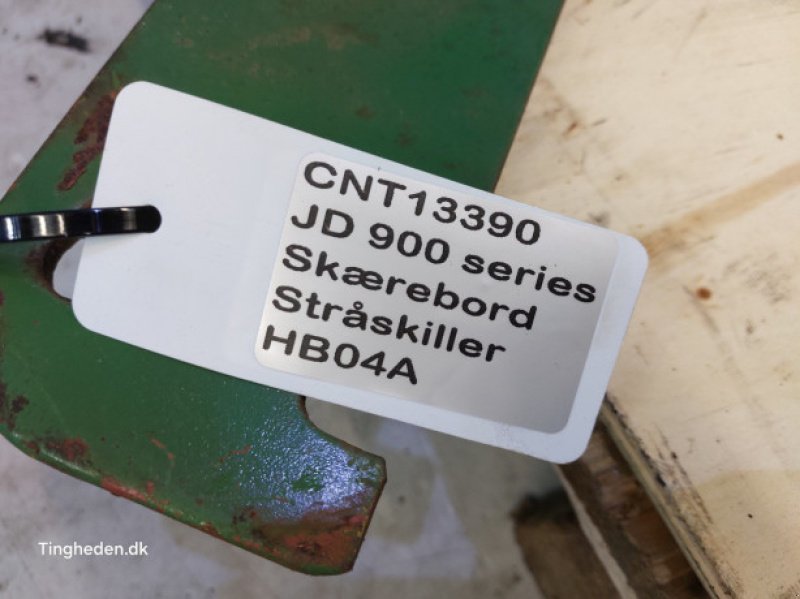 CNT13390
JD 900 series
Skærebord
Stråskiller
HB04A
Tingheden.dk